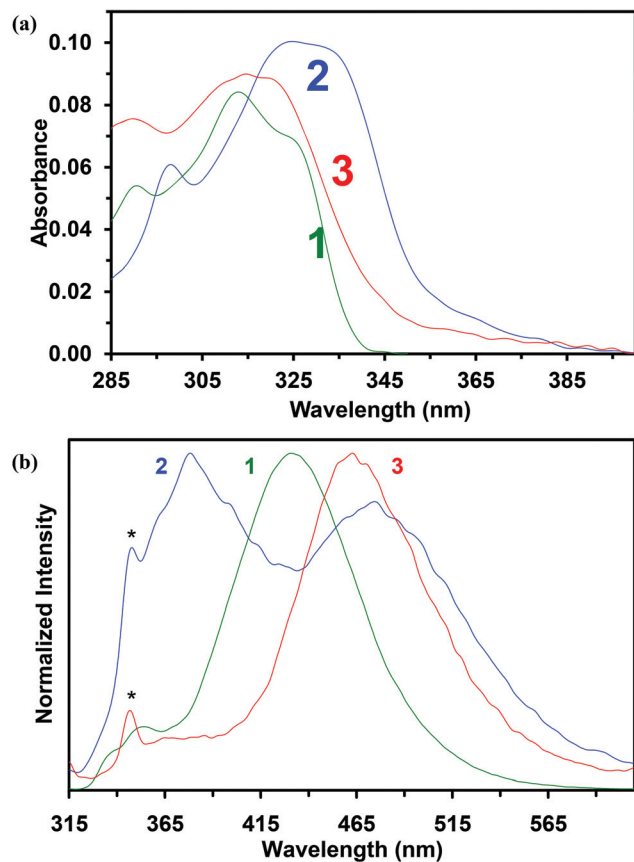 (a)
Absorbance
0.10
0.08
0.06
0.04
0.02
0.00
2
3
1
285 305 325 345 365 385
Wavelength (nm)
(b)
Normalized Intensity
2 1 3
*
*
315 365 415 465 515 565
Wavelength (nm)